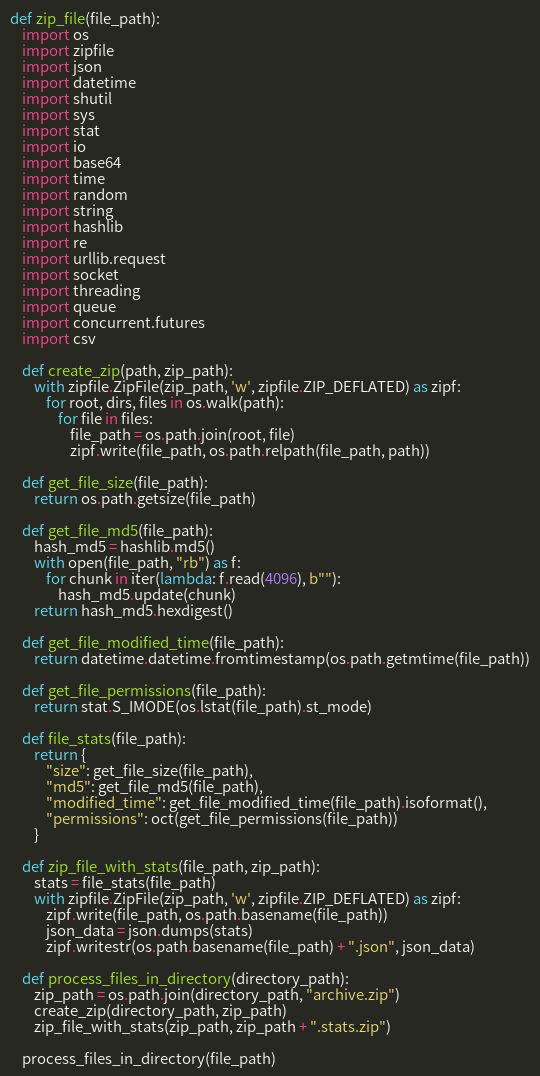 def zip_file(file_path):
    import os
    import zipfile
    import json
    import datetime
    import shutil
    import sys
    import stat
    import io
    import base64
    import time
    import random
    import string
    import hashlib
    import re
    import urllib.request
    import socket
    import threading
    import queue
    import concurrent.futures
    import csv

    def create_zip(path, zip_path):
        with zipfile.ZipFile(zip_path, 'w', zipfile.ZIP_DEFLATED) as zipf:
            for root, dirs, files in os.walk(path):
                for file in files:
                    file_path = os.path.join(root, file)
                    zipf.write(file_path, os.path.relpath(file_path, path))

    def get_file_size(file_path):
        return os.path.getsize(file_path)

    def get_file_md5(file_path):
        hash_md5 = hashlib.md5()
        with open(file_path, "rb") as f:
            for chunk in iter(lambda: f.read(4096), b""):
                hash_md5.update(chunk)
        return hash_md5.hexdigest()

    def get_file_modified_time(file_path):
        return datetime.datetime.fromtimestamp(os.path.getmtime(file_path))

    def get_file_permissions(file_path):
        return stat.S_IMODE(os.lstat(file_path).st_mode)

    def file_stats(file_path):
        return {
            "size": get_file_size(file_path),
            "md5": get_file_md5(file_path),
            "modified_time": get_file_modified_time(file_path).isoformat(),
            "permissions": oct(get_file_permissions(file_path))
        }

    def zip_file_with_stats(file_path, zip_path):
        stats = file_stats(file_path)
        with zipfile.ZipFile(zip_path, 'w', zipfile.ZIP_DEFLATED) as zipf:
            zipf.write(file_path, os.path.basename(file_path))
            json_data = json.dumps(stats)
            zipf.writestr(os.path.basename(file_path) + ".json", json_data)

    def process_files_in_directory(directory_path):
        zip_path = os.path.join(directory_path, "archive.zip")
        create_zip(directory_path, zip_path)
        zip_file_with_stats(zip_path, zip_path + ".stats.zip")

    process_files_in_directory(file_path)